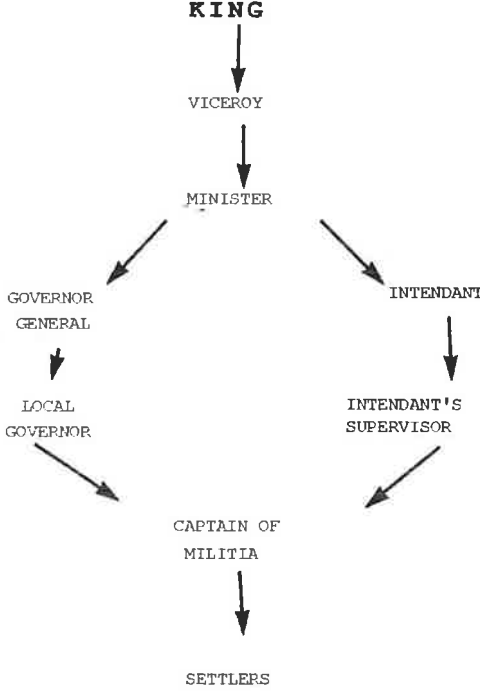 KING
VICEROY
MINISTER
GOVERNOR
GENERAL
INTENDANT
LOCAL
GOVERNOR
INTENDANT'S
SUPERVISOR
CAPTAIN OF
MILITIA
SETTLERS